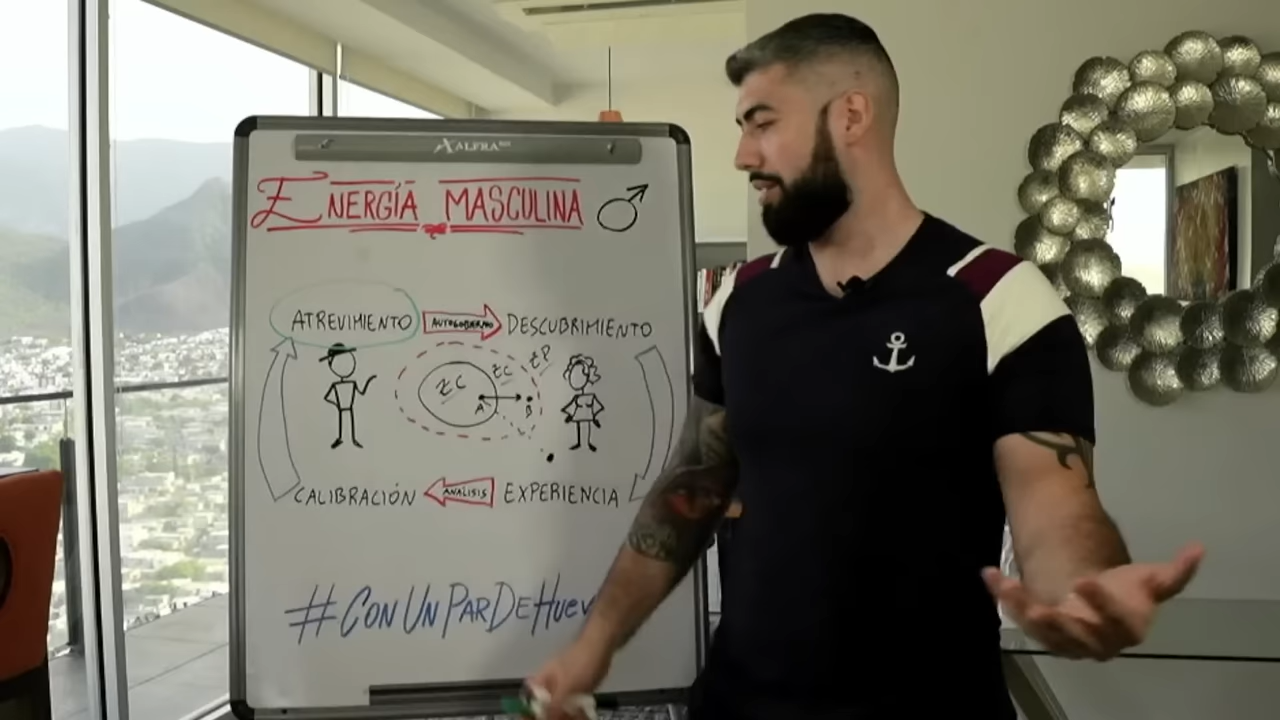 ALFRA
ENERGÍA MASCULINA
ATREVIMIENTO AUTOGOBIERNO DESCUBRIMIENTO
ZC ZC ZP
A B
CALIBRACIÓN ANÁLISIS EXPERIENCIA
#CONUNPARDEHUEV